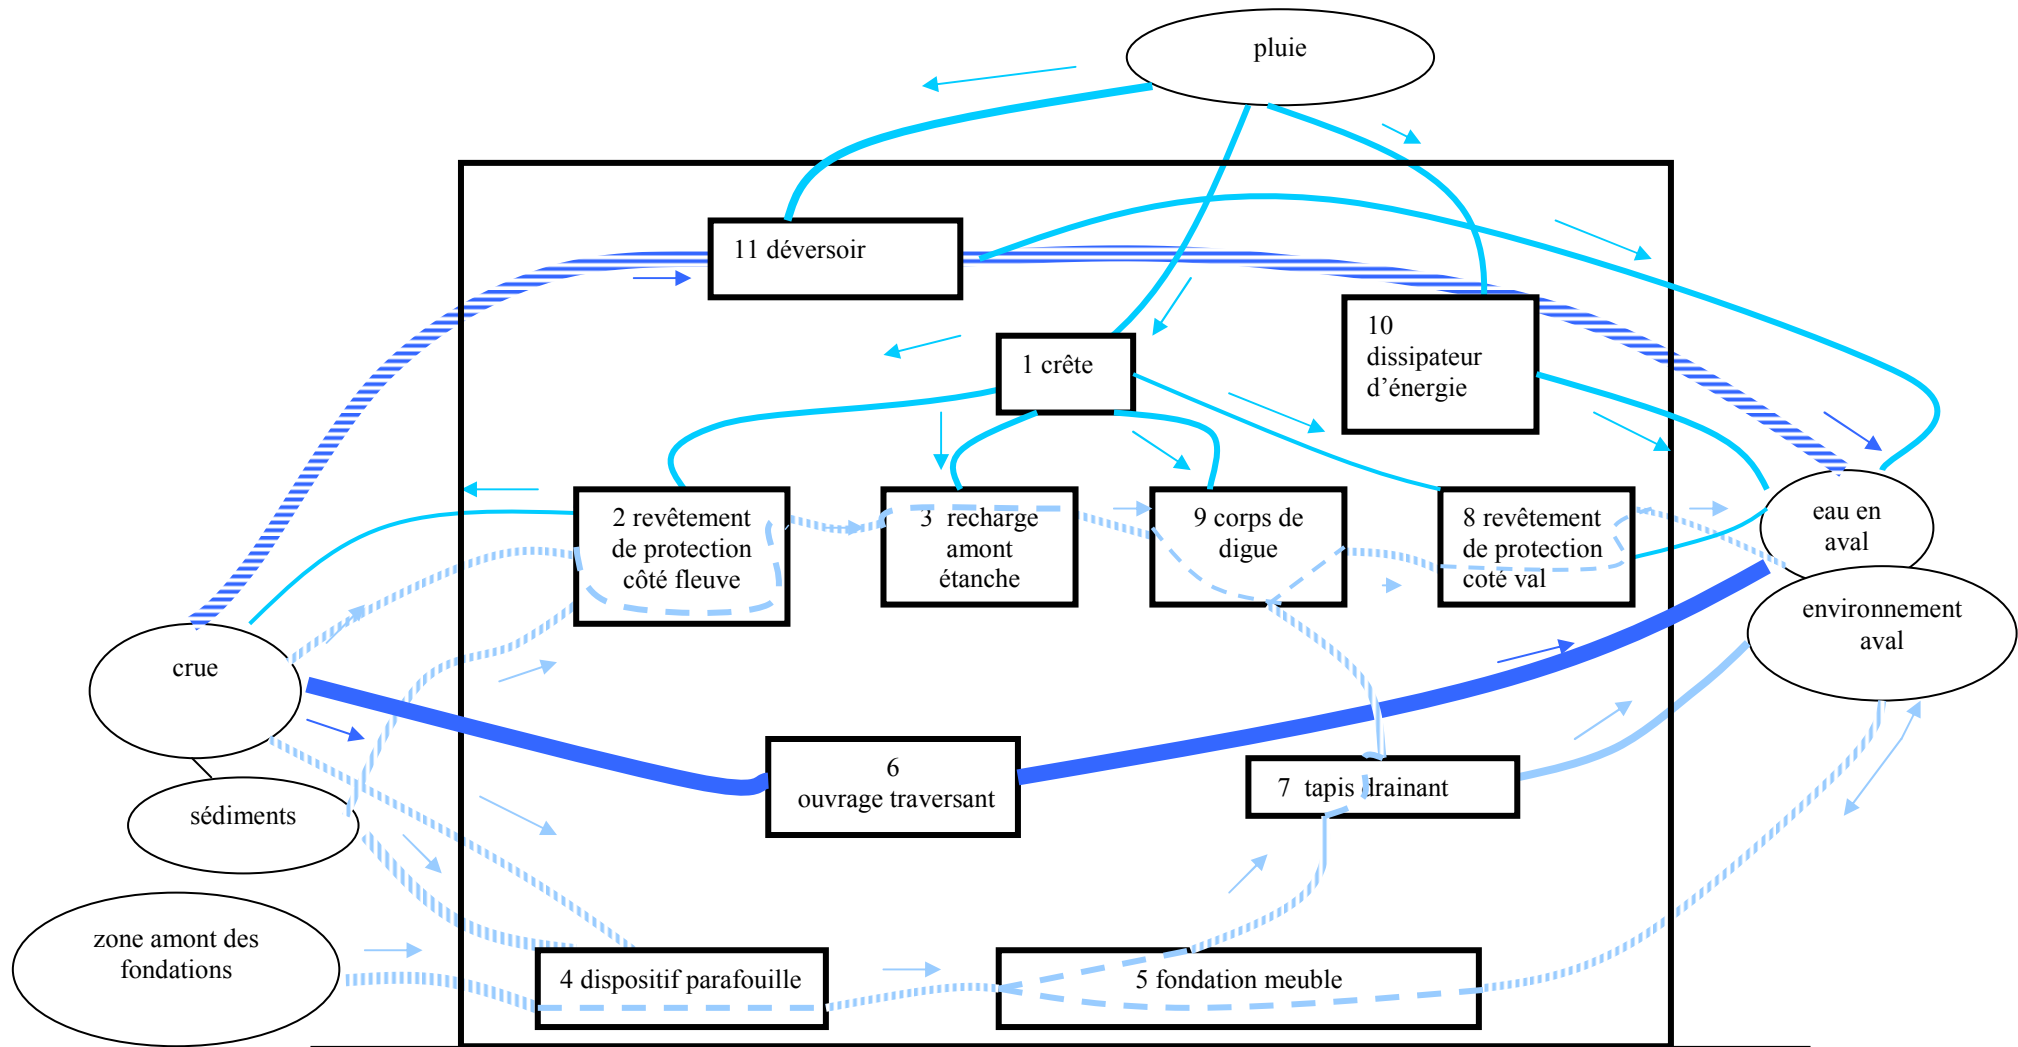 pluie
11 déversoir
10
dissipateur
d’énergie
1 crête
2 revêtement
de protection
côté fleuve
3 recharge
amont
étanche
9 corps de
digue
8 revêtement
de protection
coté val
eau en
aval
environnement
aval
crue
sédiments
6
ouvrage traversant
7 tapis drainant
zone amont des
fondations
4 dispositif parafouille
5 fondation meuble